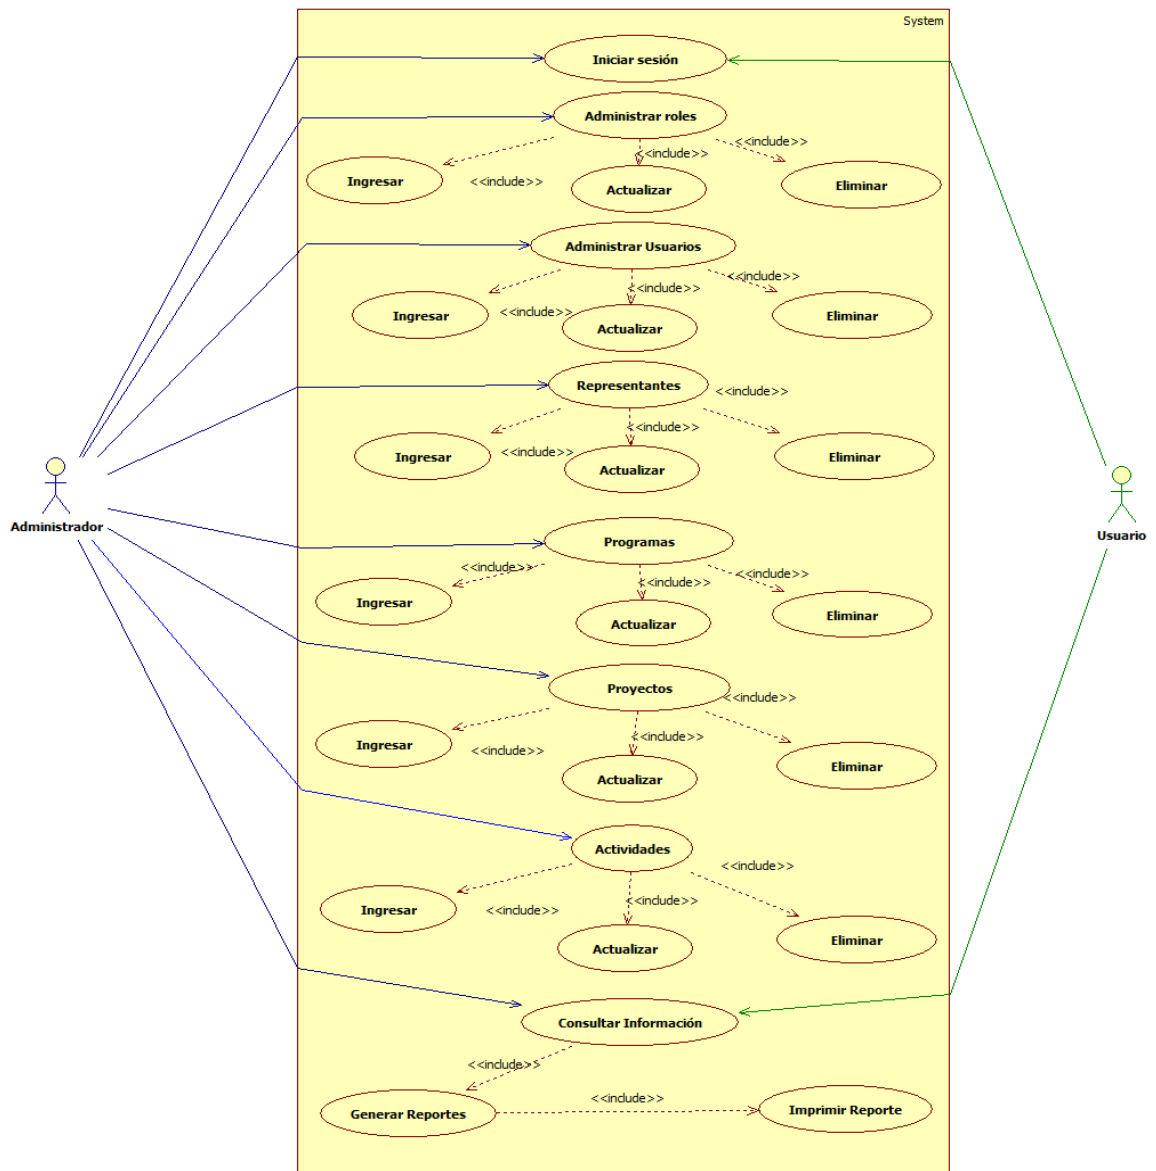 System
Iniciar sesión
Administrar roles
<<include>>
<<include>>
<<include>>
Ingresar
Actualizar
Eliminar
Administrar Usuarios
<<include>>
<<include>>
<<include>>
Ingresar
Actualizar
Eliminar
Representantes
<<include>>
<<include>>
<<include>>
Ingresar
Actualizar
Eliminar
Administrador
Usuario
Programas
<<include>>
<<include>>
<<include>>
Ingresar
Actualizar
Eliminar
Proyectos
<<include>>
<<include>>
<<include>>
Ingresar
Actualizar
Eliminar
Actividades
<<include>>
<<include>>
<<include>>
Ingresar
Actualizar
Eliminar
Consultar Información
<<include>>
<<include>>
Generar Reportes
Imprimir Reporte